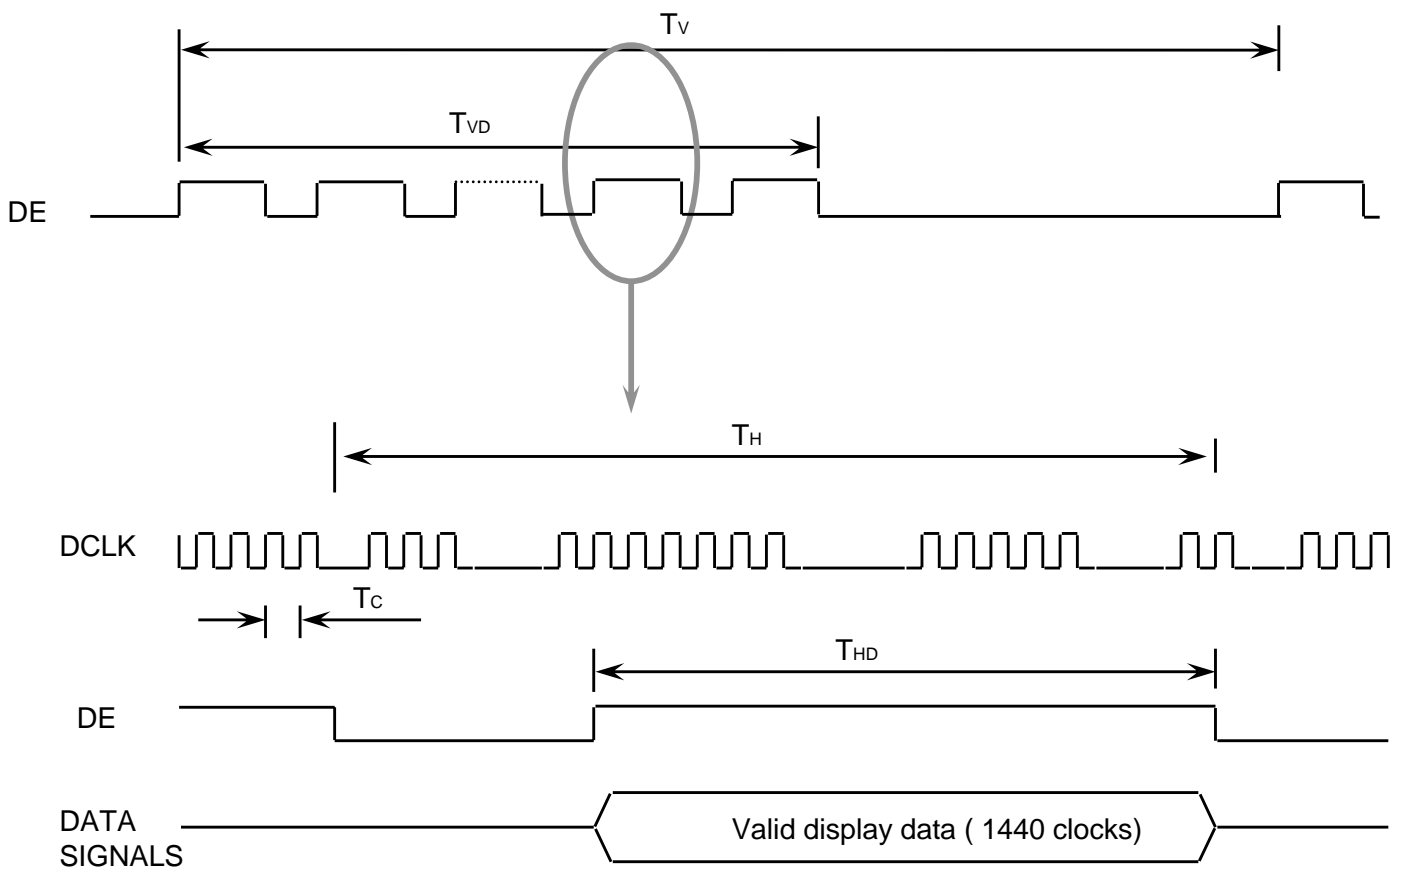 TV
TVD
DE
TH
DCLK
TC
THD
DE
DATA
SIGNALS
Valid display data ( 1440 clocks)